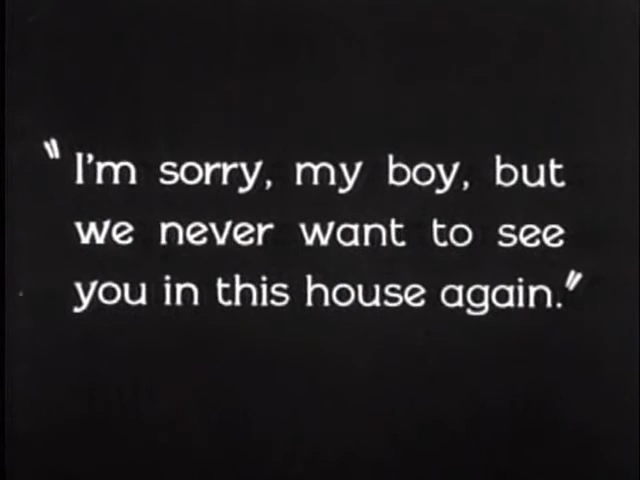 "I'm sorry, my boy, but
we never want to see
you in this house again."